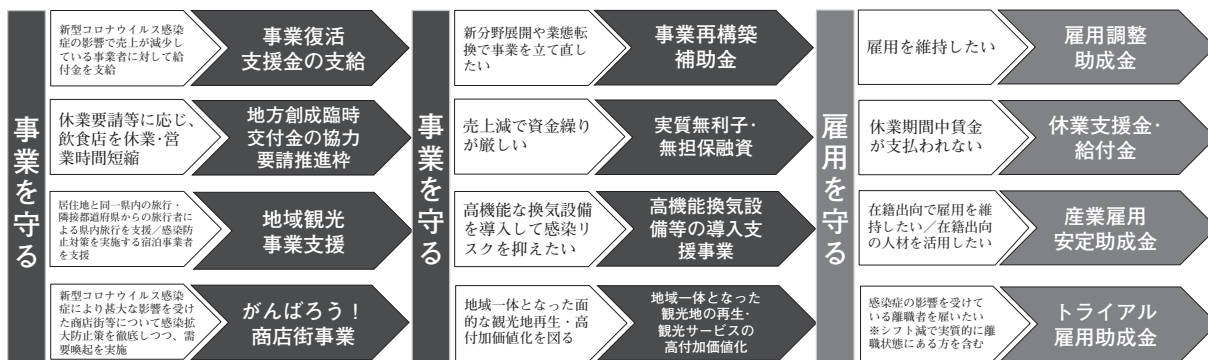 事業を守る
新型コロナウイルス感染
症の影響で売上が減少し
ている事業者に対して給
付金を支給
事業復活
支援金の支給
休業要請等に応じ、
飲食店を休業・営
業時間短縮
地方創成臨時
交付金の協力
要請推進枠
居住地と同一県内の旅行・
隣接都道府県からの旅行者に
よる県内旅行を支援／感染防
止対策を実施する宿泊事業者
を支援
地域観光
事業支援
新型コロナウイルス感染
症により甚大な影響を受け
た商店街等について感染拡
大防止策を徹底しつつ、需
要喚起を実施
がんばろう！
商店街事業
事業を守る
新分野展開や業態転
換で事業を立て直し
たい
事業再構築
補助金
売上減で資金繰り
が厳しい
実質無利子・
無担保融資
高機能な換気設備
を導入して感染リ
スクを抑えたい
高機能換気設
備等の導入支
援事業
地域一体となった面
的な観光地再生・高
付加価値化を図る
地域一体となった
観光地の再生・
観光サービスの
高付加価値化
雇用を守る
雇用を維持したい
雇用調整
助成金
休業期間中賃金
が支払われない
休業支援金・
給付金
在籍出向で雇用を維
持したい／在籍出向
の人材を活用したい
産業雇用
安定助成金
感染症の影響を受けて
いる離職者を雇いたい
※シフト減で実質的に離
職状態にある方を含む
トライアル
雇用助成金